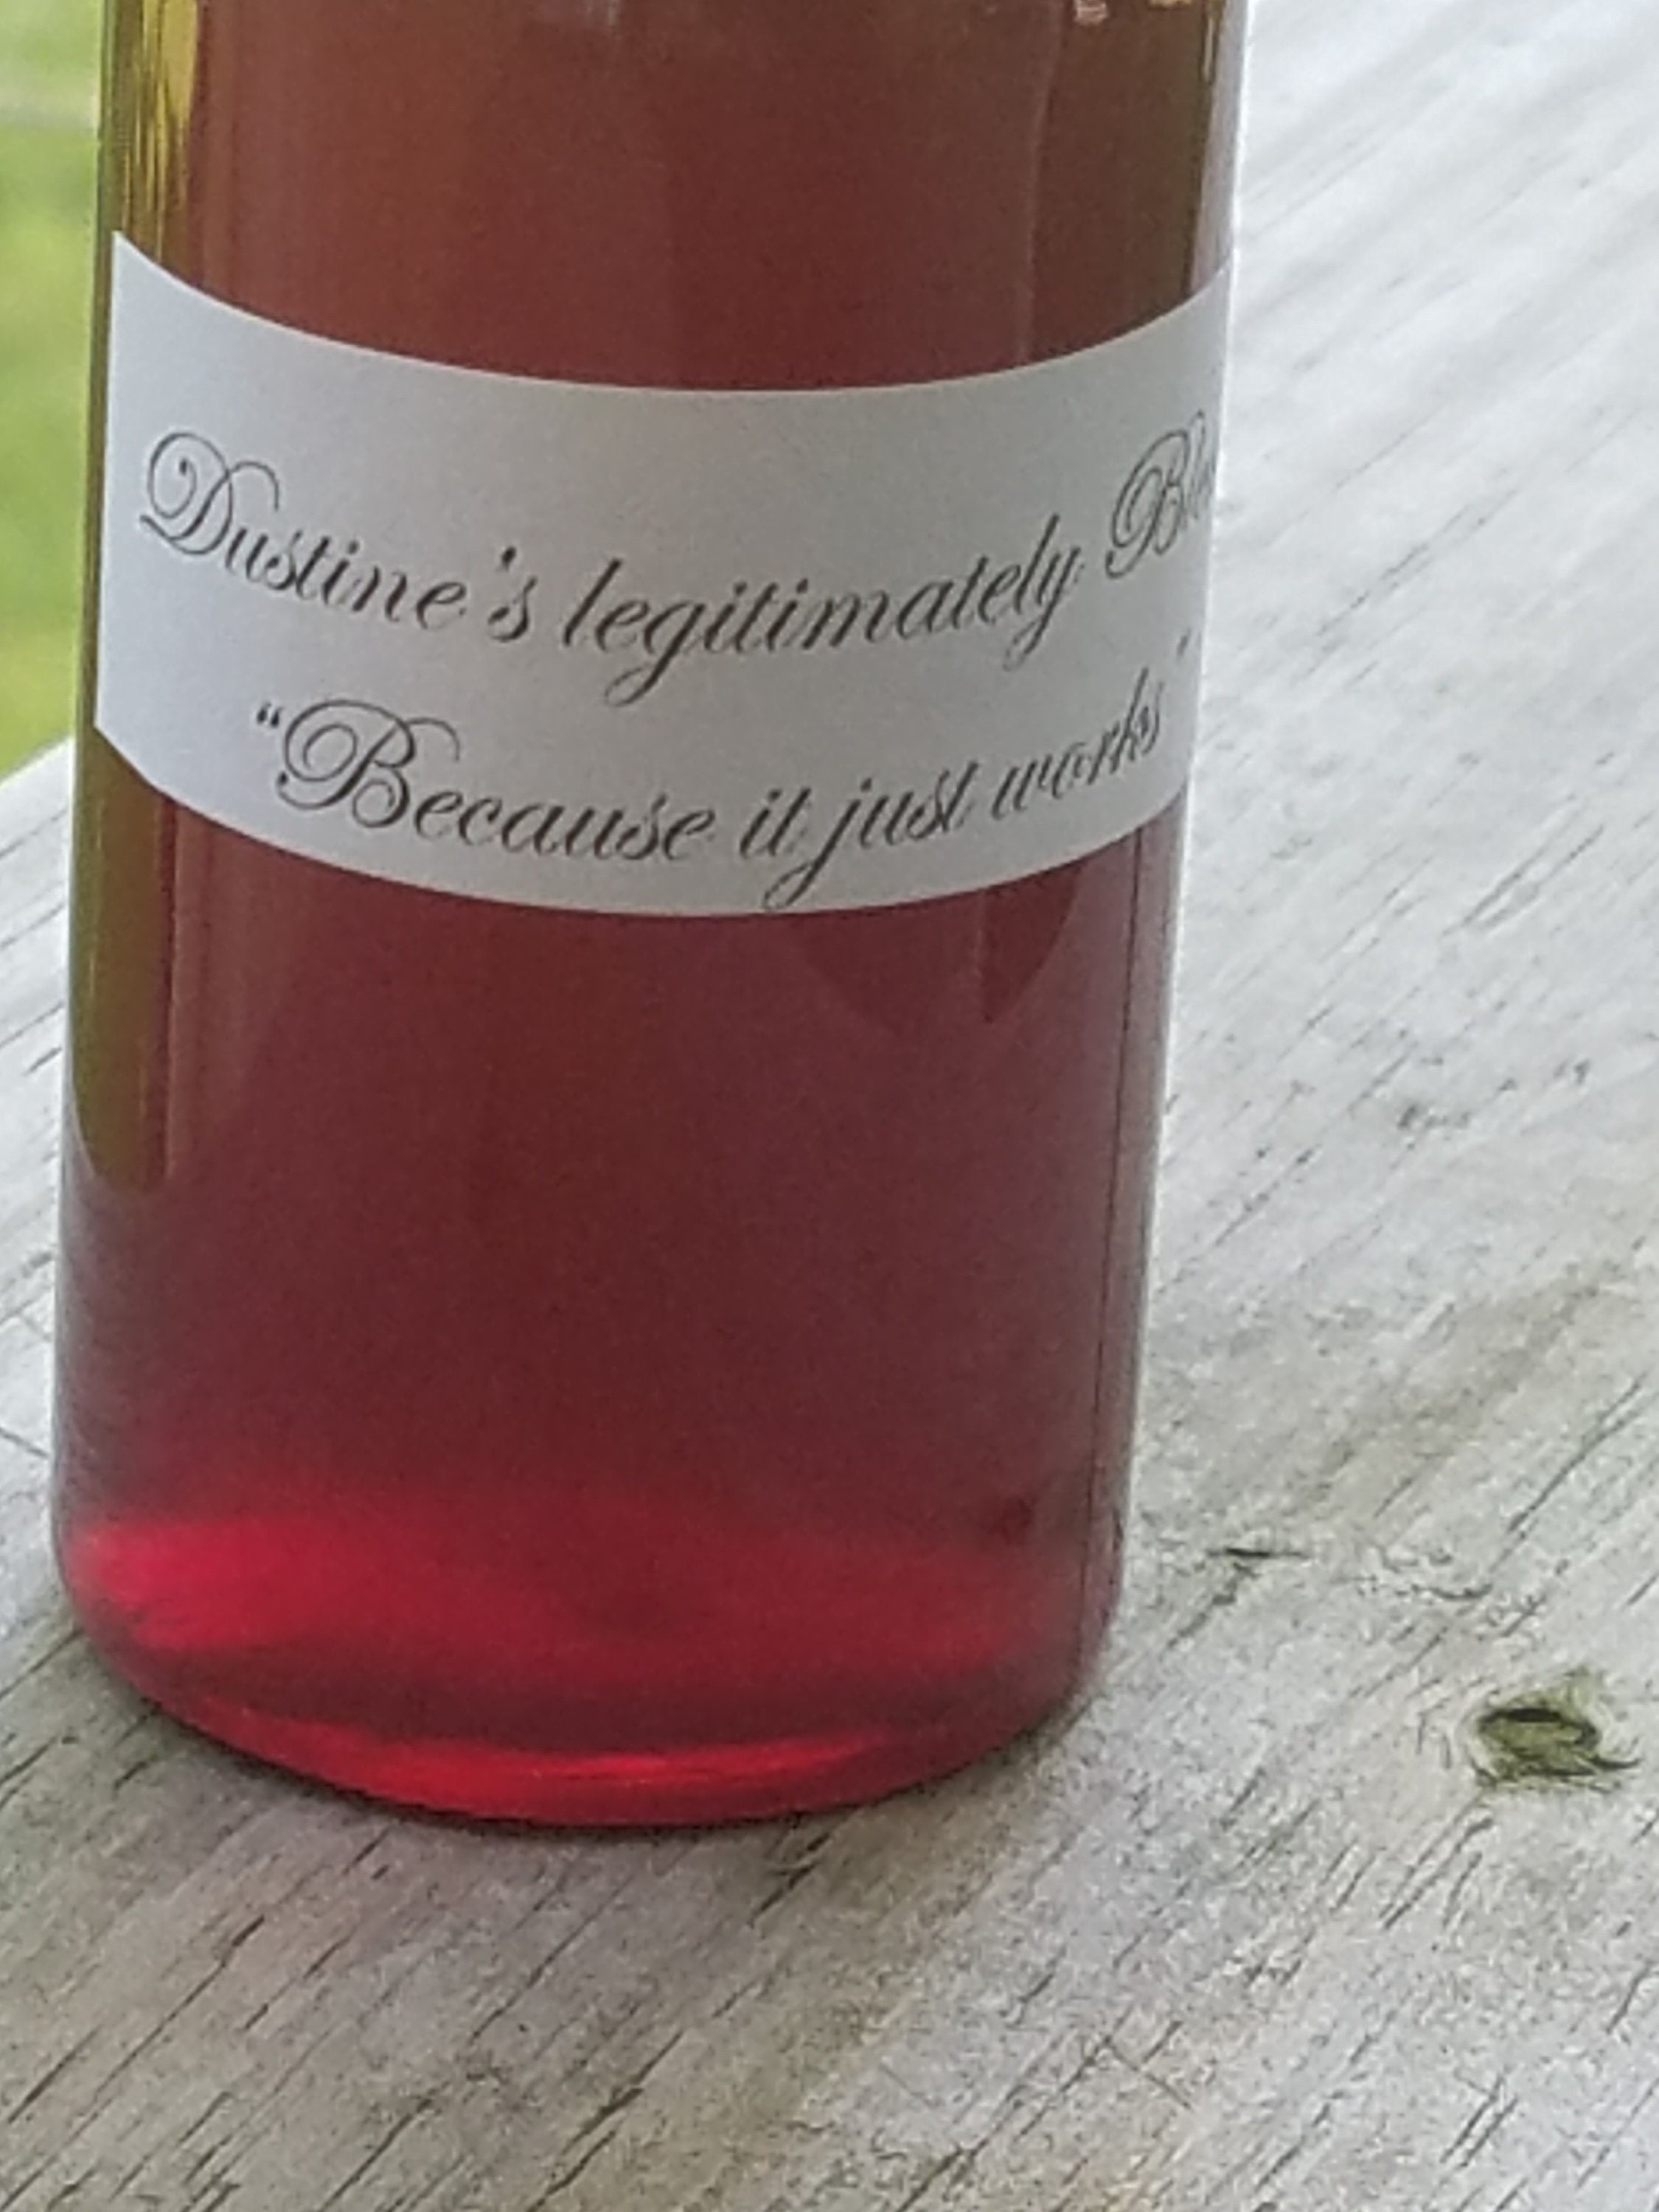 Dustine's legitimately
“Because it just works”